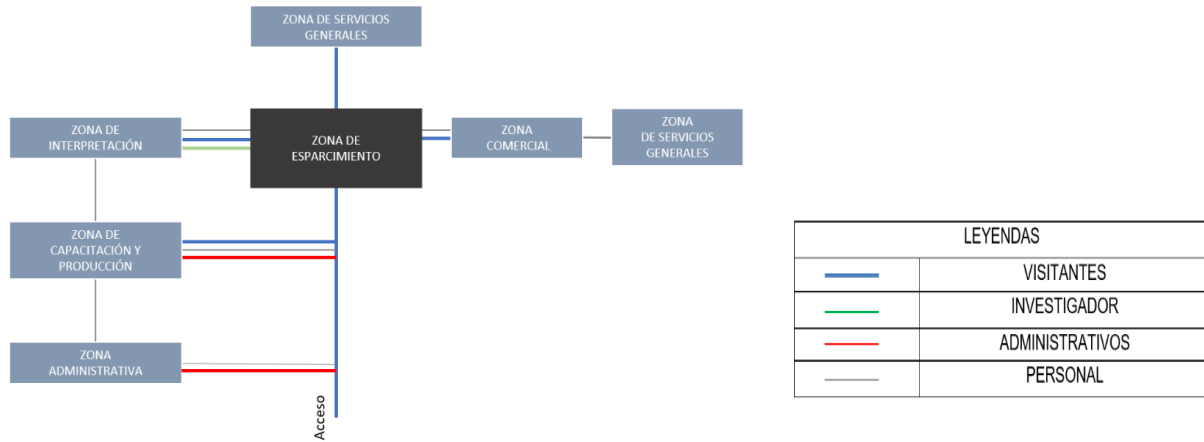 ZONA DE SERVICIOS
GENERALES
ZONA DE
INTERPRETACIÓN
ZONA DE
ESPARCIMIENTO
ZONA
COMERCIAL
ZONA
DE SERVICIOS
GENERALES
ZONA DE
CAPACITACIÓN Y
PRODUCCIÓN
ZONA
ADMINISTRATIVA
Acceso
LEYENDAS
VISITANTES
INVESTIGADOR
ADMINISTRATIVOS
PERSONAL